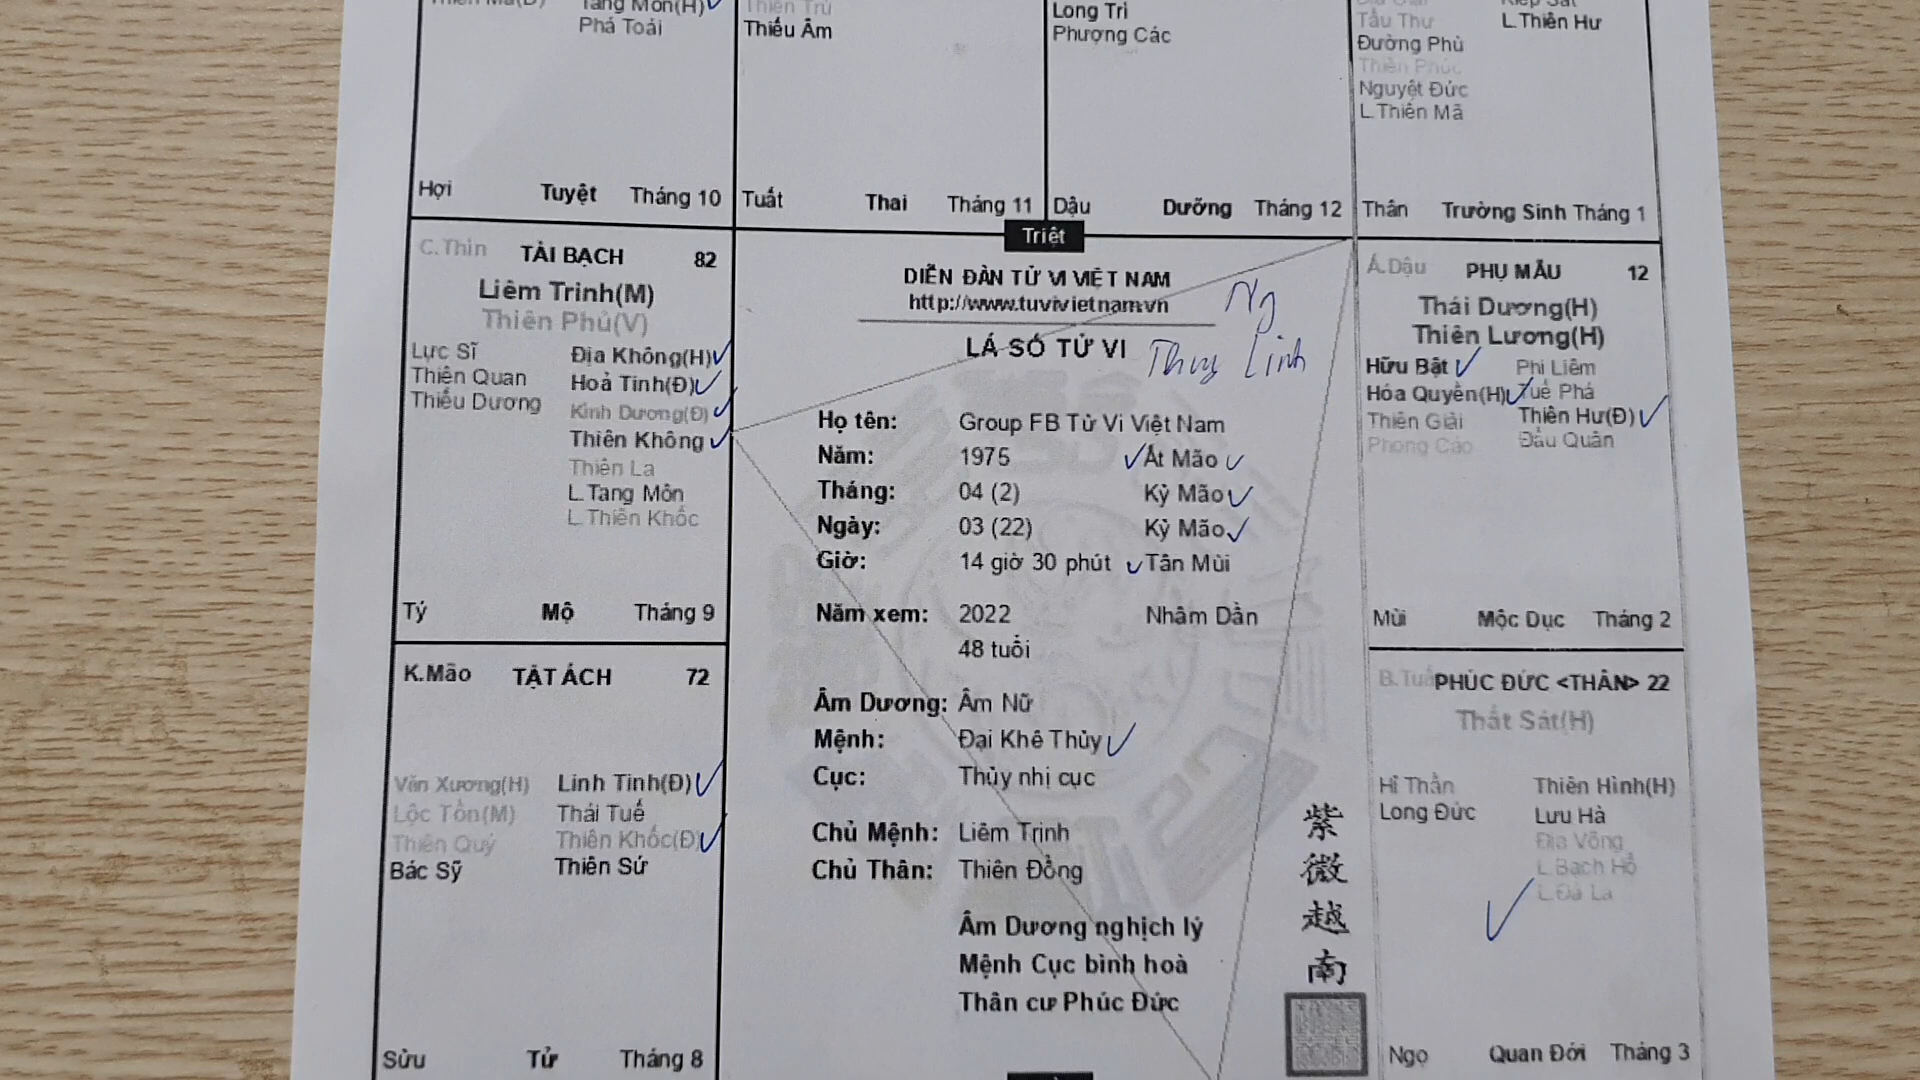 Tang Môn(H)
Phá Toái
Thiên Trù
Thiếu Âm
Long Trì
Phượng Các
Tấu Thư
Đường Phù
Thiên Phúc
Nguyệt Đức
L.Thiên Mã
L.Thiên Hư
Hợi Tuyệt Tháng 10
Tuất Thai Tháng 11
Dậu Dưỡng Tháng 12
Thân Trường Sinh Tháng 1
Triệt
C.Thìn TÀI BẠCH 82
Liêm Trinh(M)
Thiên Phủ(V)
Lực Sĩ
Thiên Quan
Thiếu Dương
Địa Không(H)
Hoả Tinh(Đ)
Kình Dương(Đ)
Thiên Không
Thiên La
L.Tang Môn
L.Thiên Khốc
Tý Mộ Tháng 9
K.Mão TẬT ÁCH 72
Văn Xương(H)
Lộc Tồn(M)
Thiên Quý
Bác Sỹ
Linh Tinh(Đ)
Thái Tuế
Thiên Khốc(Đ)
Thiên Sứ
Sửu Tử Tháng 8
DIỄN ĐÀN TỬ VI VIỆT NAM
http://www.tuvivietnam.vn
LÁ SỐ TỬ VI
Ng
Thuy Linh
Họ tên: Group FB Tử Vi Việt Nam
Năm: 1975 Ất Mão
Tháng: 04 (2) Kỷ Mão
Ngày: 03 (22) Kỷ Mão
Giờ: 14 giờ 30 phút Tân Mùi
Năm xem: 2022 Nhâm Dần
48 tuổi
Âm Dương: Âm Nữ
Mệnh: Đại Khê Thủy
Cục: Thủy nhị cục
Chủ Mệnh: Liêm Trinh
Chủ Thân: Thiên Đồng
Âm Dương nghịch lý
Mệnh Cục bình hoà
Thân cư Phúc Đức
紫
微
越
南
Ấ.Dậu PHỤ MẪU 12
Thái Dương(H)
Thiên Lương(H)
Hữu Bật
Hóa Quyền(H)
Thiên Giải
Phong Cáo
Phi Liêm
Tuế Phá
Thiên Hư(Đ)
Đẩu Quân
Mùi Mộc Dục Tháng 2
PHÚC ĐỨC <THÂN> 22
Thất Sát(H)
Hỉ Thần
Long Đức
Thiên Hình(H)
Lưu Hà
Địa Võng
L.Bạch Hổ
L.Đà La
Ngọ Quan Đới Tháng 3